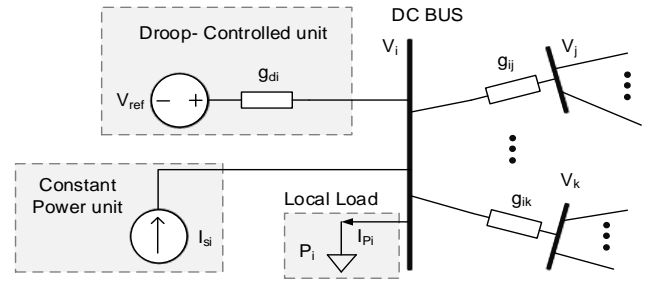 DC BUS
Droop- Controlled unit
V_i
V_j
g_di
g_ij
V_ref
− +
Constant
Power unit
Local Load
V_k
g_ik
I_si
I_Pi
P_i